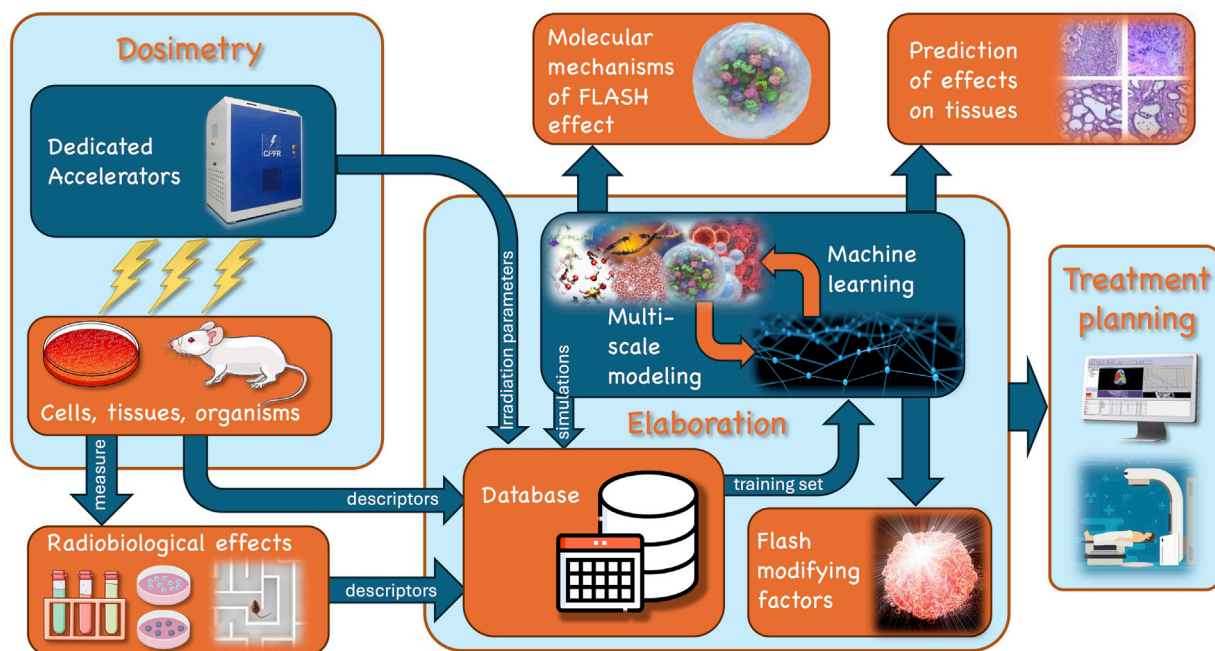 Dosimetry
Dedicated
Accelerators
CPFR
Cells, tissues, organisms
measure
Radiobiological effects
descriptors
descriptors
Irradiation parameters
simulations
Molecular
mechanisms
of FLASH
effect
Prediction
of effects
on tissues
Machine
learning
Multi-
scale
modeling
Elaboration
Database
training set
Flash
modifying
factors
Treatment
planning